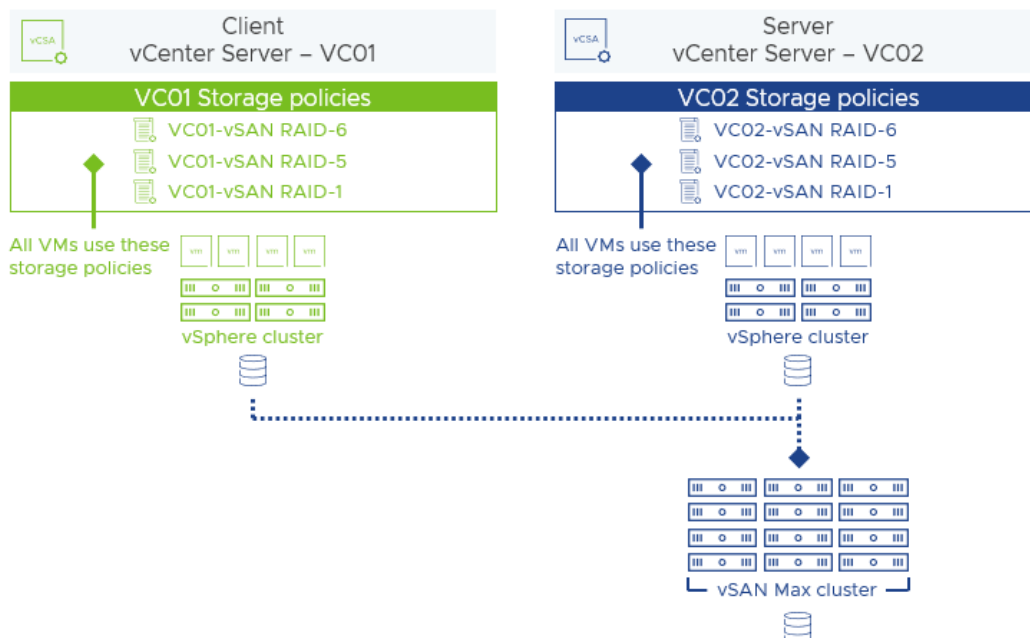 vCSA
Client
vCenter Server – VC01
VC01 Storage policies
VC01-vSAN RAID-6
VC01-vSAN RAID-5
VC01-vSAN RAID-1
All VMs use these
storage policies
vm vm vm vm
vSphere cluster
vCSA
Server
vCenter Server – VC02
VC02 Storage policies
VC02-vSAN RAID-6
VC02-vSAN RAID-5
VC02-vSAN RAID-1
All VMs use these
storage policies
vm vm vm vm
vSphere cluster
vSAN Max cluster